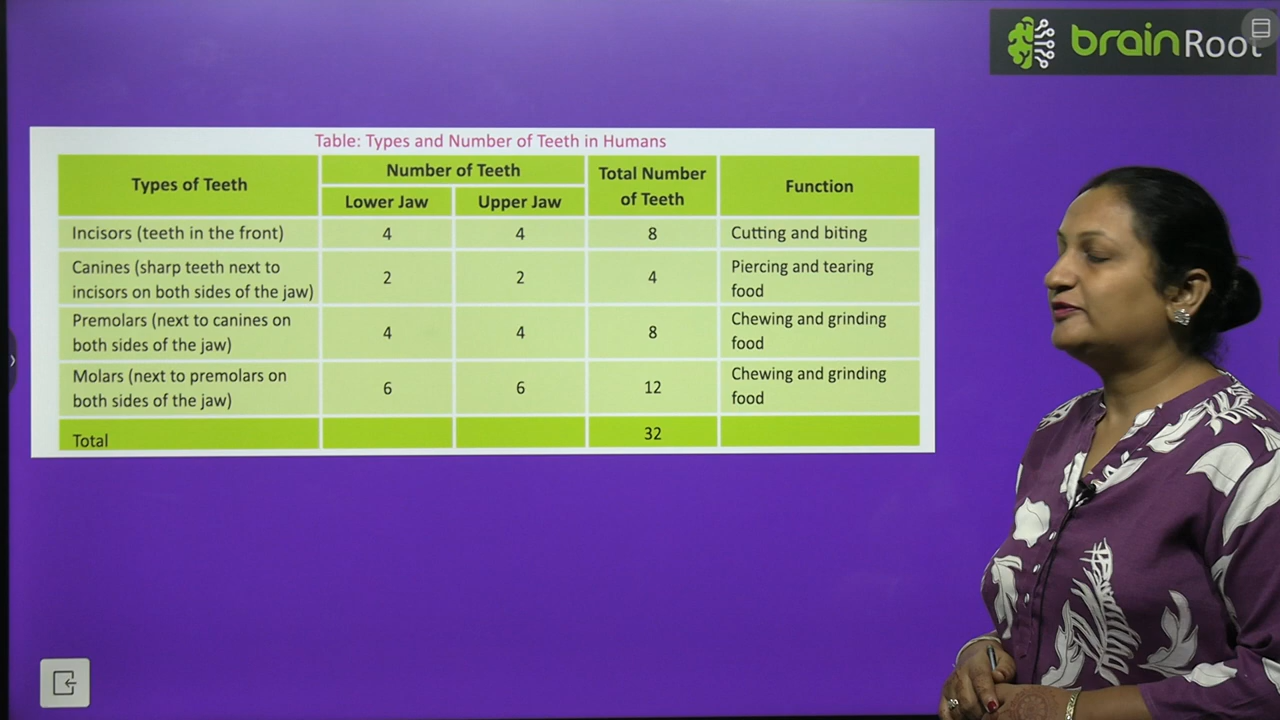 brainRoot
Table: Types and Number of Teeth in Humans
Types of Teeth
Number of Teeth
Total Number
of Teeth
Function
Lower Jaw
Upper Jaw
Incisors (teeth in the front)
4
4
8
Cutting and biting
Canines (sharp teeth next to
incisors on both sides of the jaw)
2
2
4
Piercing and tearing
food
Premolars (next to canines on
both sides of the jaw)
4
4
8
Chewing and grinding
food
Molars (next to premolars on
both sides of the jaw)
6
6
12
Chewing and grinding
food
Total
32